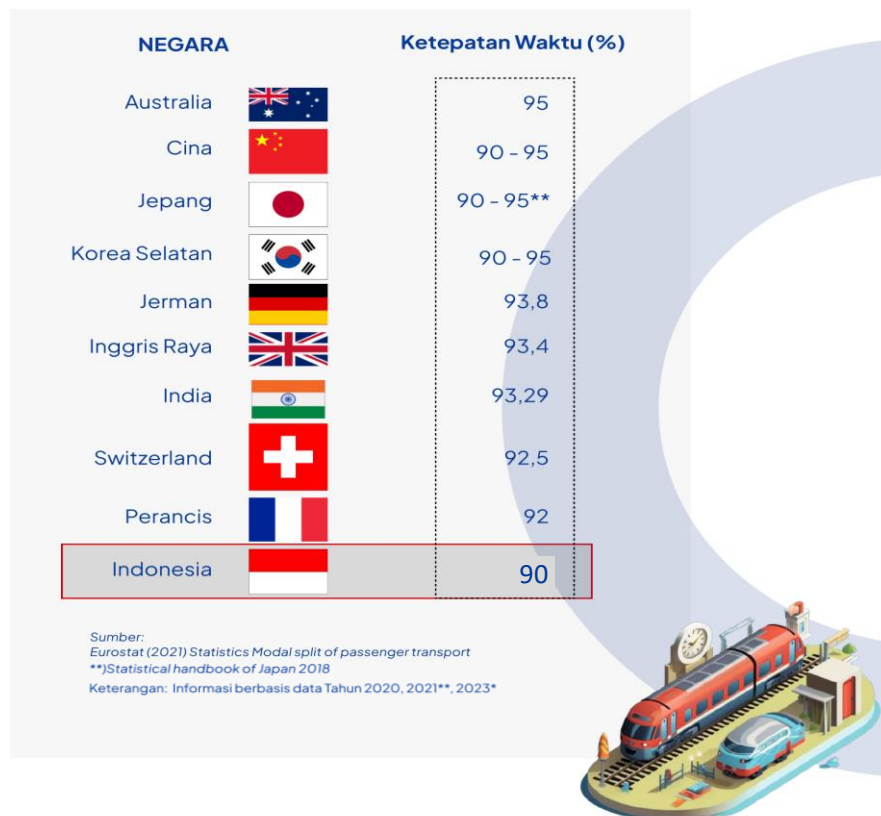 NEGARA Ketepatan Waktu (%)
Australia 95
Cina 90 - 95
Jepang 90 - 95**
Korea Selatan 90 - 95
Jerman 93,8
Inggris Raya 93,4
India 93,29
Switzerland 92,5
Perancis 92
Indonesia 90
Sumber:
Eurostat (2021) Statistics Modal split of passenger transport
**)Statistical handbook of Japan 2018
Keterangan: Informasi berbasis data Tahun 2020, 2021**, 2023*